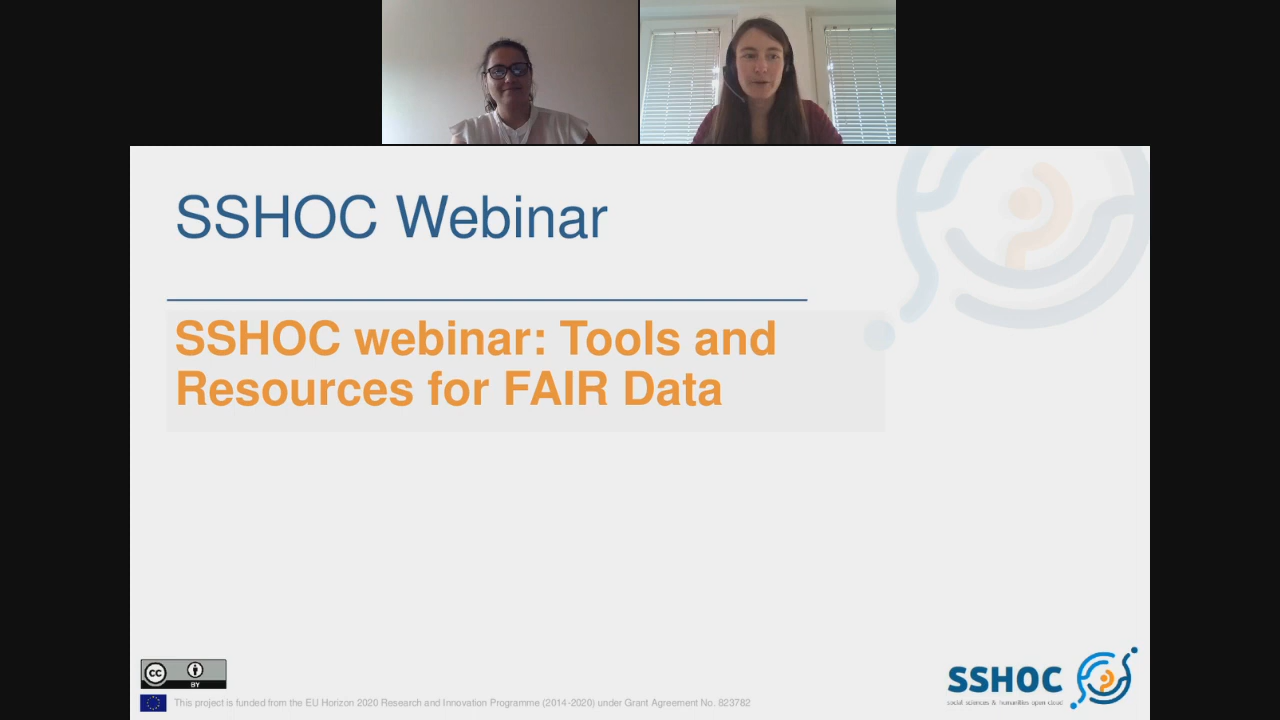 SSHOC Webinar
SSHOC webinar: Tools and
Resources for FAIR Data
cc
BY
This project is funded from the EU Horizon 2020 Research and Innovation Programme (2014-2020) under Grant Agreement No. 823782
SSHOC
social sciences & humanities open cloud